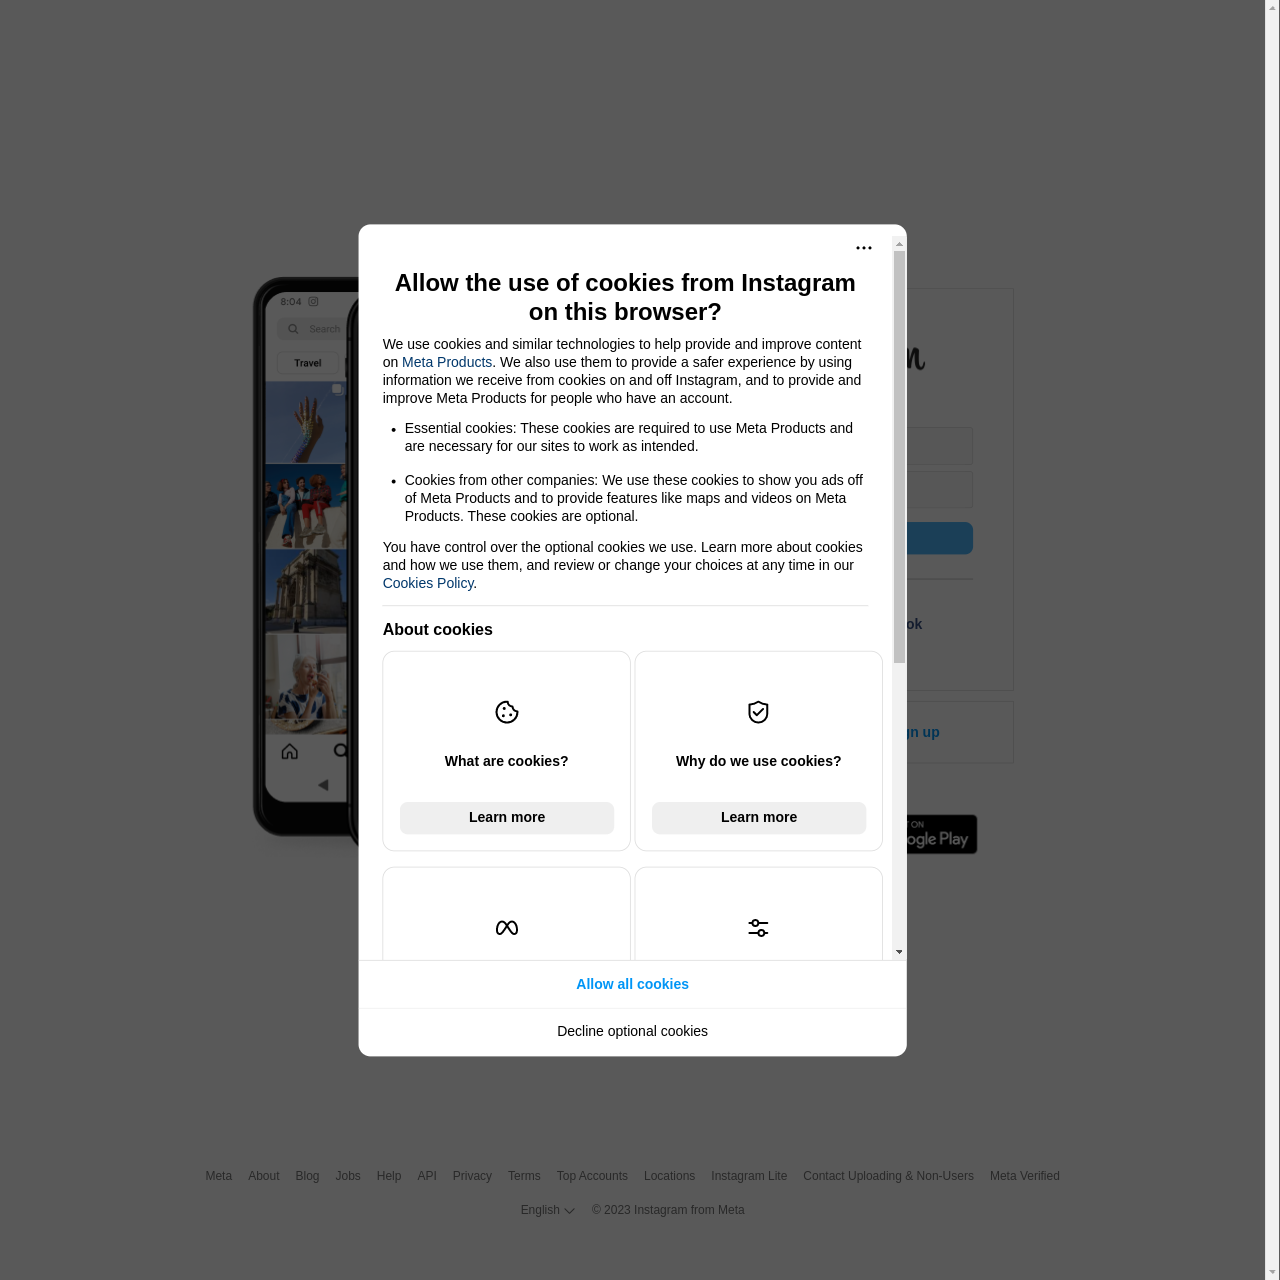 Allow the use of cookies from Instagram
on this browser?
We use cookies and similar technologies to help provide and improve content
on Meta Products. We also use them to provide a safer experience by using
information we receive from cookies on and off Instagram, and to provide and
improve Meta Products for people who have an account.
• Essential cookies: These cookies are required to use Meta Products and
are necessary for our sites to work as intended.
• Cookies from other companies: We use these cookies to show you ads off
of Meta Products and to provide features like maps and videos on Meta
Products. These cookies are optional.
You have control over the optional cookies we use. Learn more about cookies
and how we use them, and review or change your choices at any time in our
Cookies Policy.
About cookies
What are cookies?
Learn more
Why do we use cookies?
Learn more
Allow all cookies
Decline optional cookies
8:04
Search
Travel
ok
gn up
T ON
ogle Play
Meta About Blog Jobs Help API Privacy Terms Top Accounts Locations Instagram Lite Contact Uploading & Non-Users Meta Verified
English © 2023 Instagram from Meta